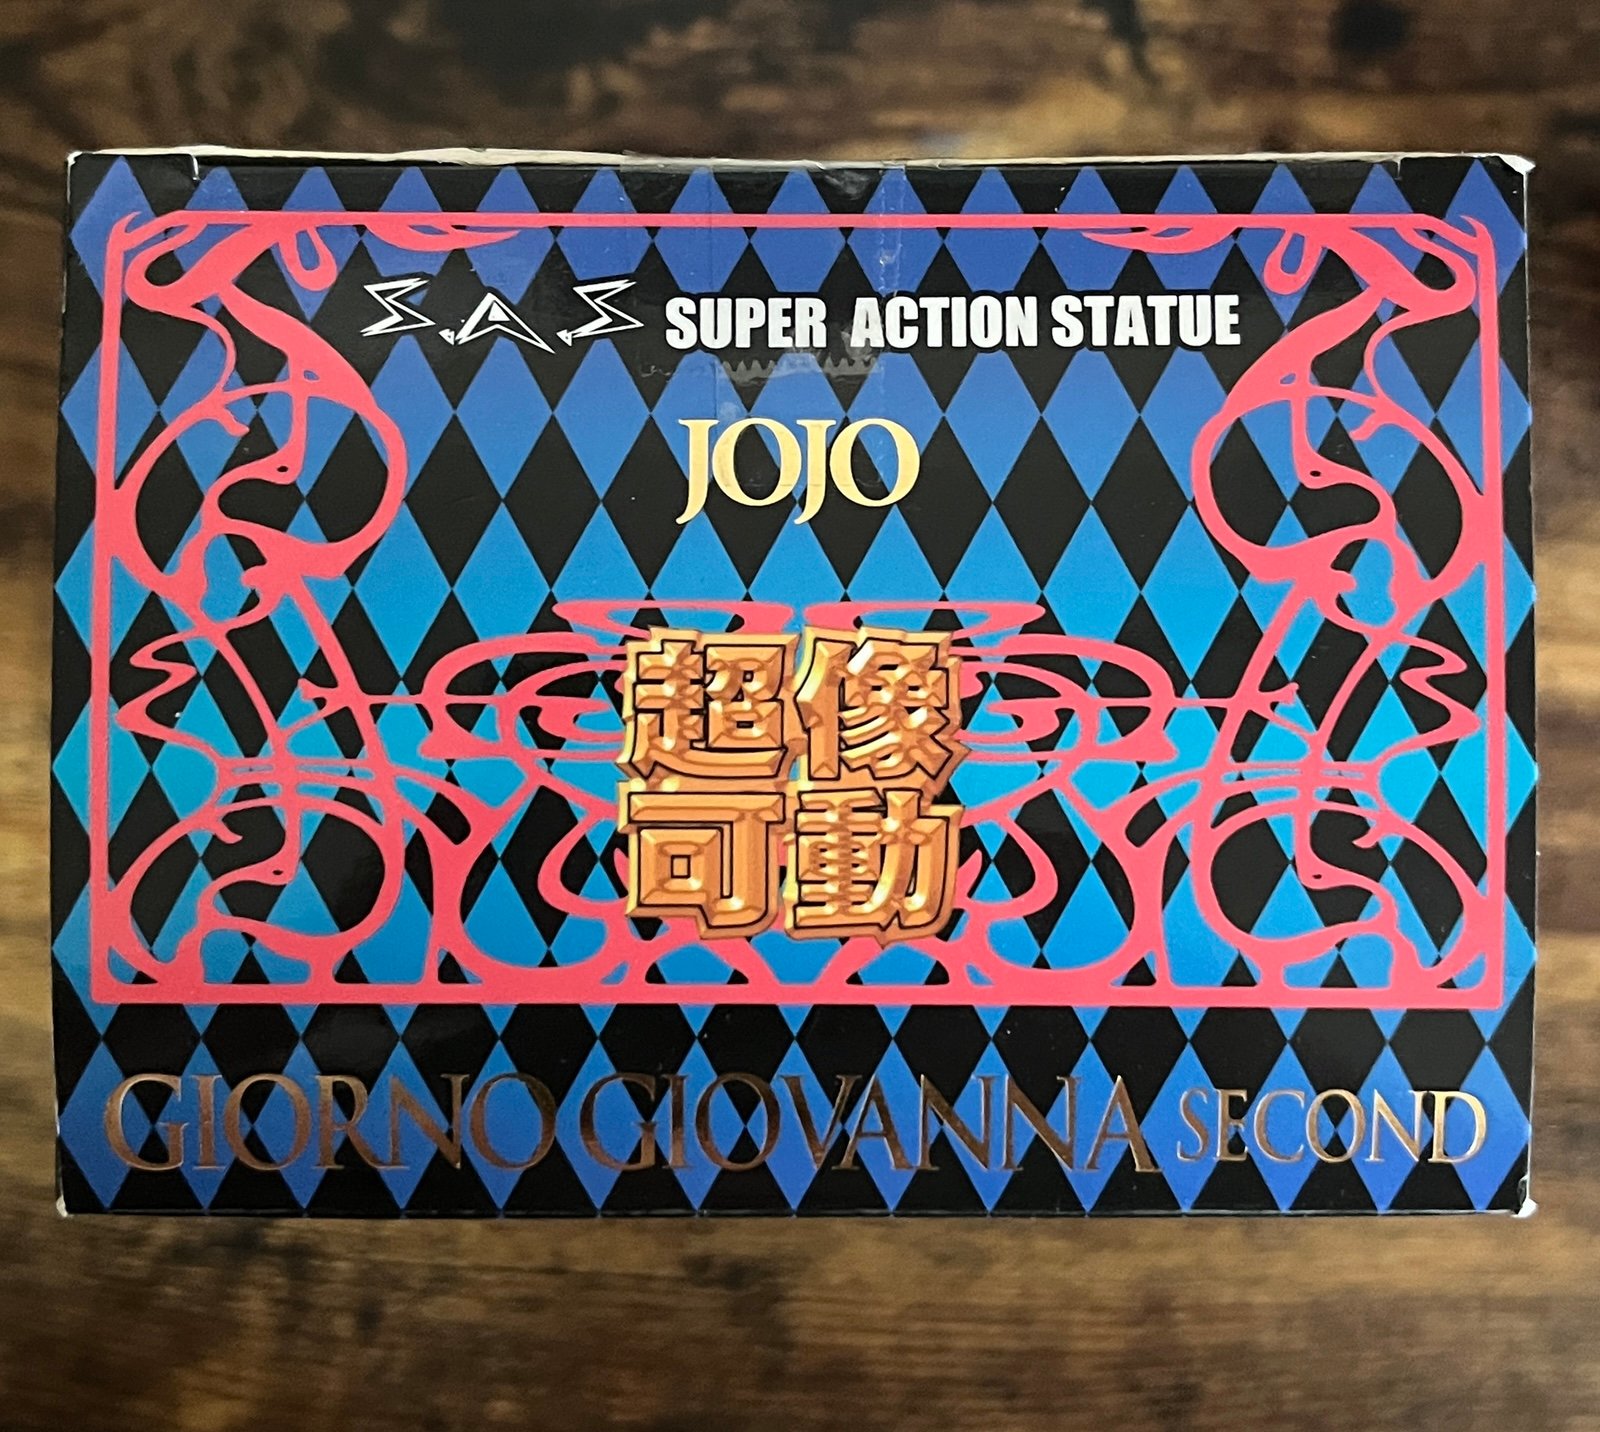 S.A.S SUPER ACTION STATUE
JOJO
超像
可動
GIORNO GIOVANNA SECOND